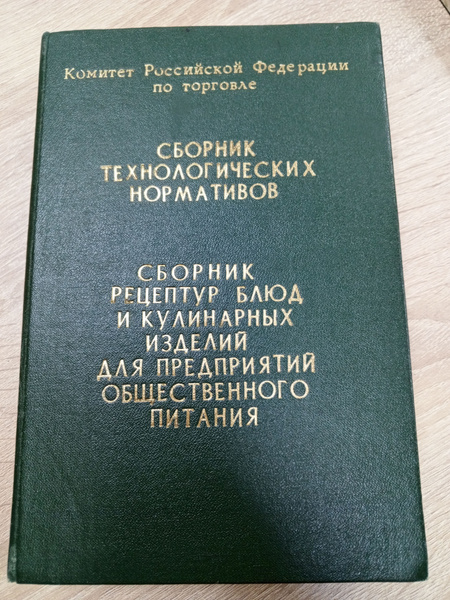 Комитет Российской Федерации
по торговле
СБОРНИК
ТЕХНОЛОГИЧЕСКИХ
НОРМАТИВОВ
СБОРНИК
РЕЦЕПТУР БЛЮД
И КУЛИНАРНЫХ
ИЗДЕЛИЙ
ДЛЯ ПРЕДПРИЯТИЙ
ОБЩЕСТВЕННОГО
ПИТАНИЯ